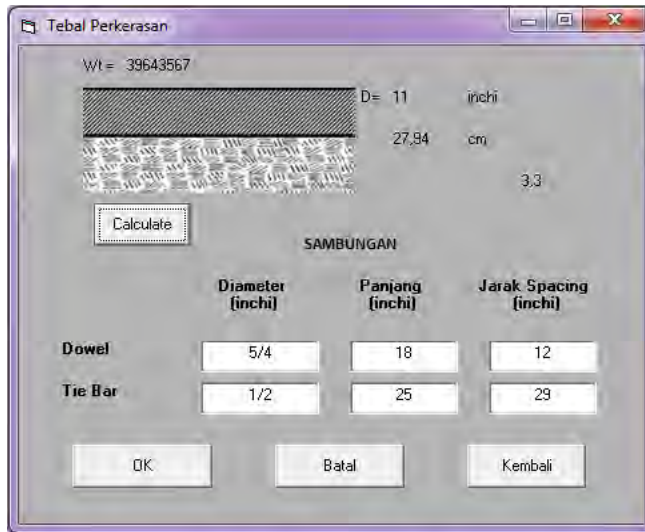 Tebal Perkerasan
Wt = 39643567
D= 11 inchi
27,94 cm
3,3
Calculate
SAMBUNGAN
Diameter (inchi) Panjang (inchi) Jarak Spacing (inchi)
Dowel 5/4 18 12
Tie Bar 1/2 25 29
OK Batal Kembali